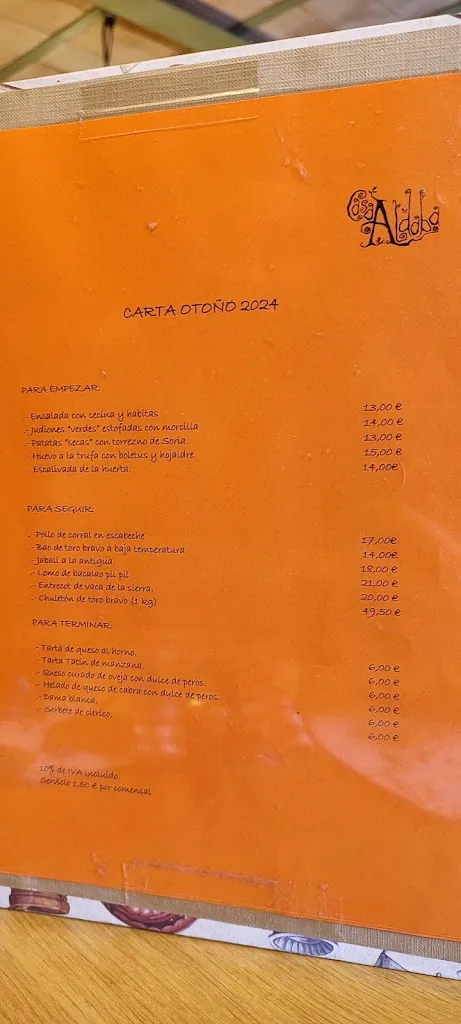 Casa Aldaba
CARTA OTOÑO 2024
PARA EMPEZAR:
.- Ensalada con cecina y habitas 13,00 €
.- Judiones "verdes" estofadas con morcilla 14,00 €
.- Patatas "secas" con torrezno de Soria. 13,00 €
.- Huevo a la trufa con boletus y hojaldre. 15,00 €
.- Escalivada de la huerta. 14,00€
PARA SEGUIR:
.- Pollo de corral en escabeche 17,00€
.- Bao de toro bravo a baja temperatura 14,00€
.- Jabalí a la antigua. 18,00 €
.- Lomo de bacalao pil pil 21,00 €
.- Entrecot de vaca de la sierra. 20,00 €
.- Chuletón de toro bravo (1 kg) 49,50 €
PARA TERMINAR:
.- Tarta de queso al horno. 6,00 €
.- Tarta Tatin de manzana. 6,00 €
.- Queso curado de oveja con dulce de peros. 6,00 €
.- Helado de queso de cabra con dulce de peros. 6,00 €
.- Dama blanca. 6,00 €
.- Sorbete de cítrico. 6,00 €
10% de IVA incluido.
Servicio 1,50 € por comensal